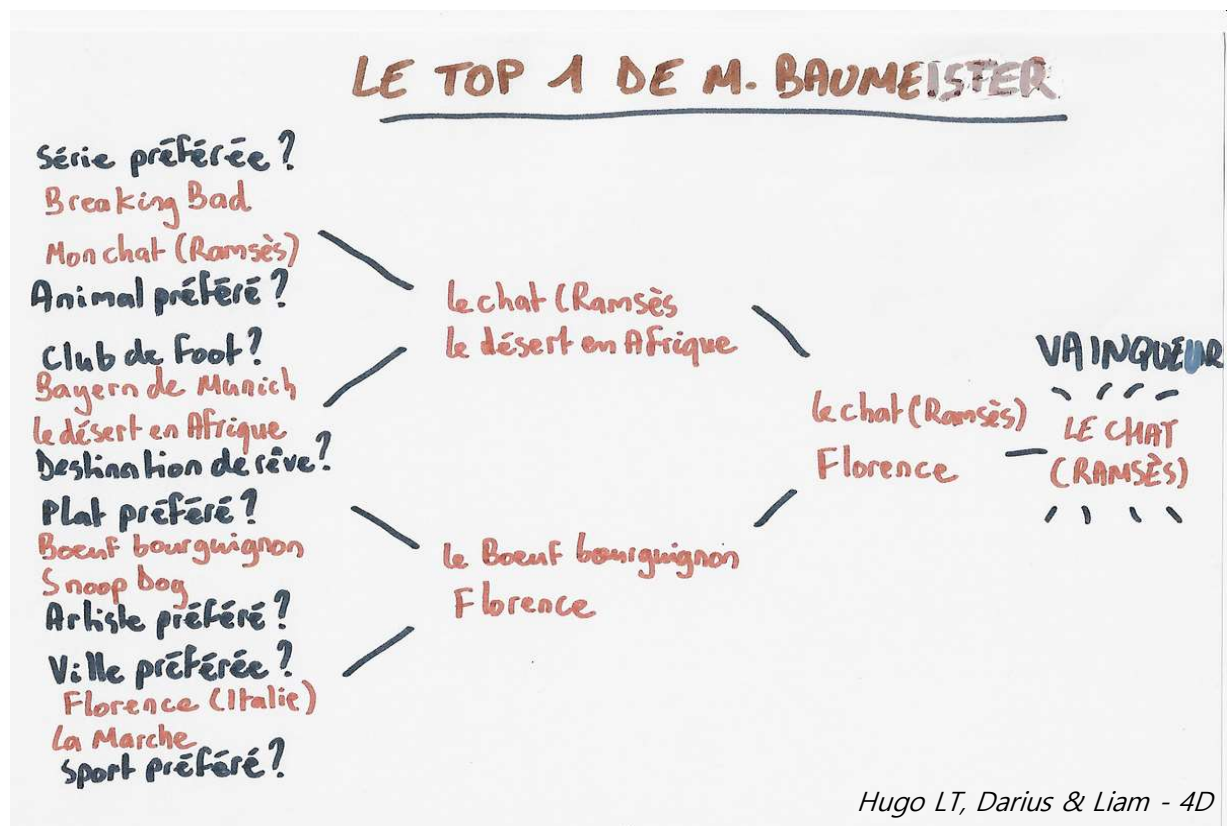 LE TOP 1 DE M. BAUMEISTER
Série préférée ?
Breaking Bad
Mon chat (Ramsès)
Animal préféré ?
Club de Foot ?
Bayern de Munich
le désert en Afrique
Destination de rêve ?
Plat préféré ?
Boeuf bourguignon
Snoop Dog
Artiste préféré ?
Ville préférée ?
Florence (Italie)
La Marche
Sport préféré ?
le chat (Ramsès
le désert en Afrique
le Boeuf bourguignon
Florence
le chat (Ramsès)
Florence
VAINQUEUR
LE CHAT
(RAMSÈS)
Hugo LT, Darius & Liam - 4D